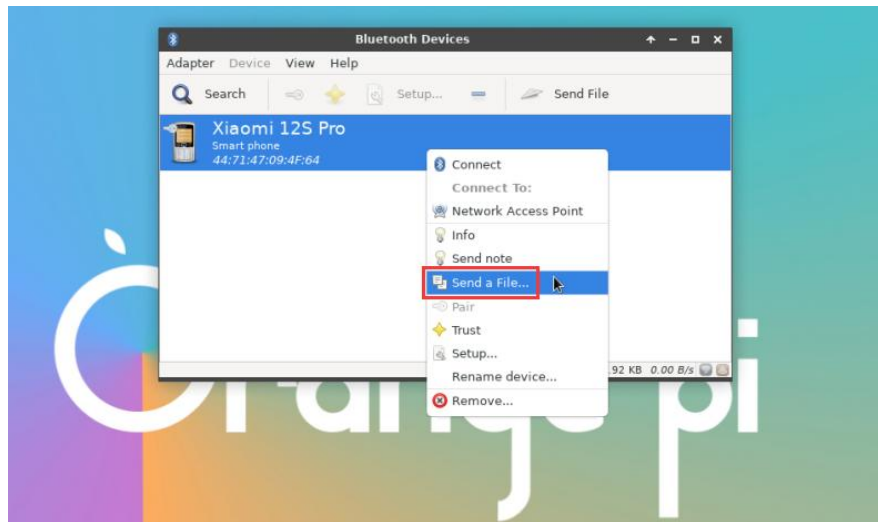 Bluetooth Devices
Adapter Device View Help
Search Setup... Send File
Xiaomi 12S Pro
Smart phone
44:71:47:09:4F:64
Connect
Connect To:
Network Access Point
Info
Send note
Send a File...
Pair
Trust
Setup...
Rename device...
Remove...
.92 KB 0.00 B/s
Orange pi